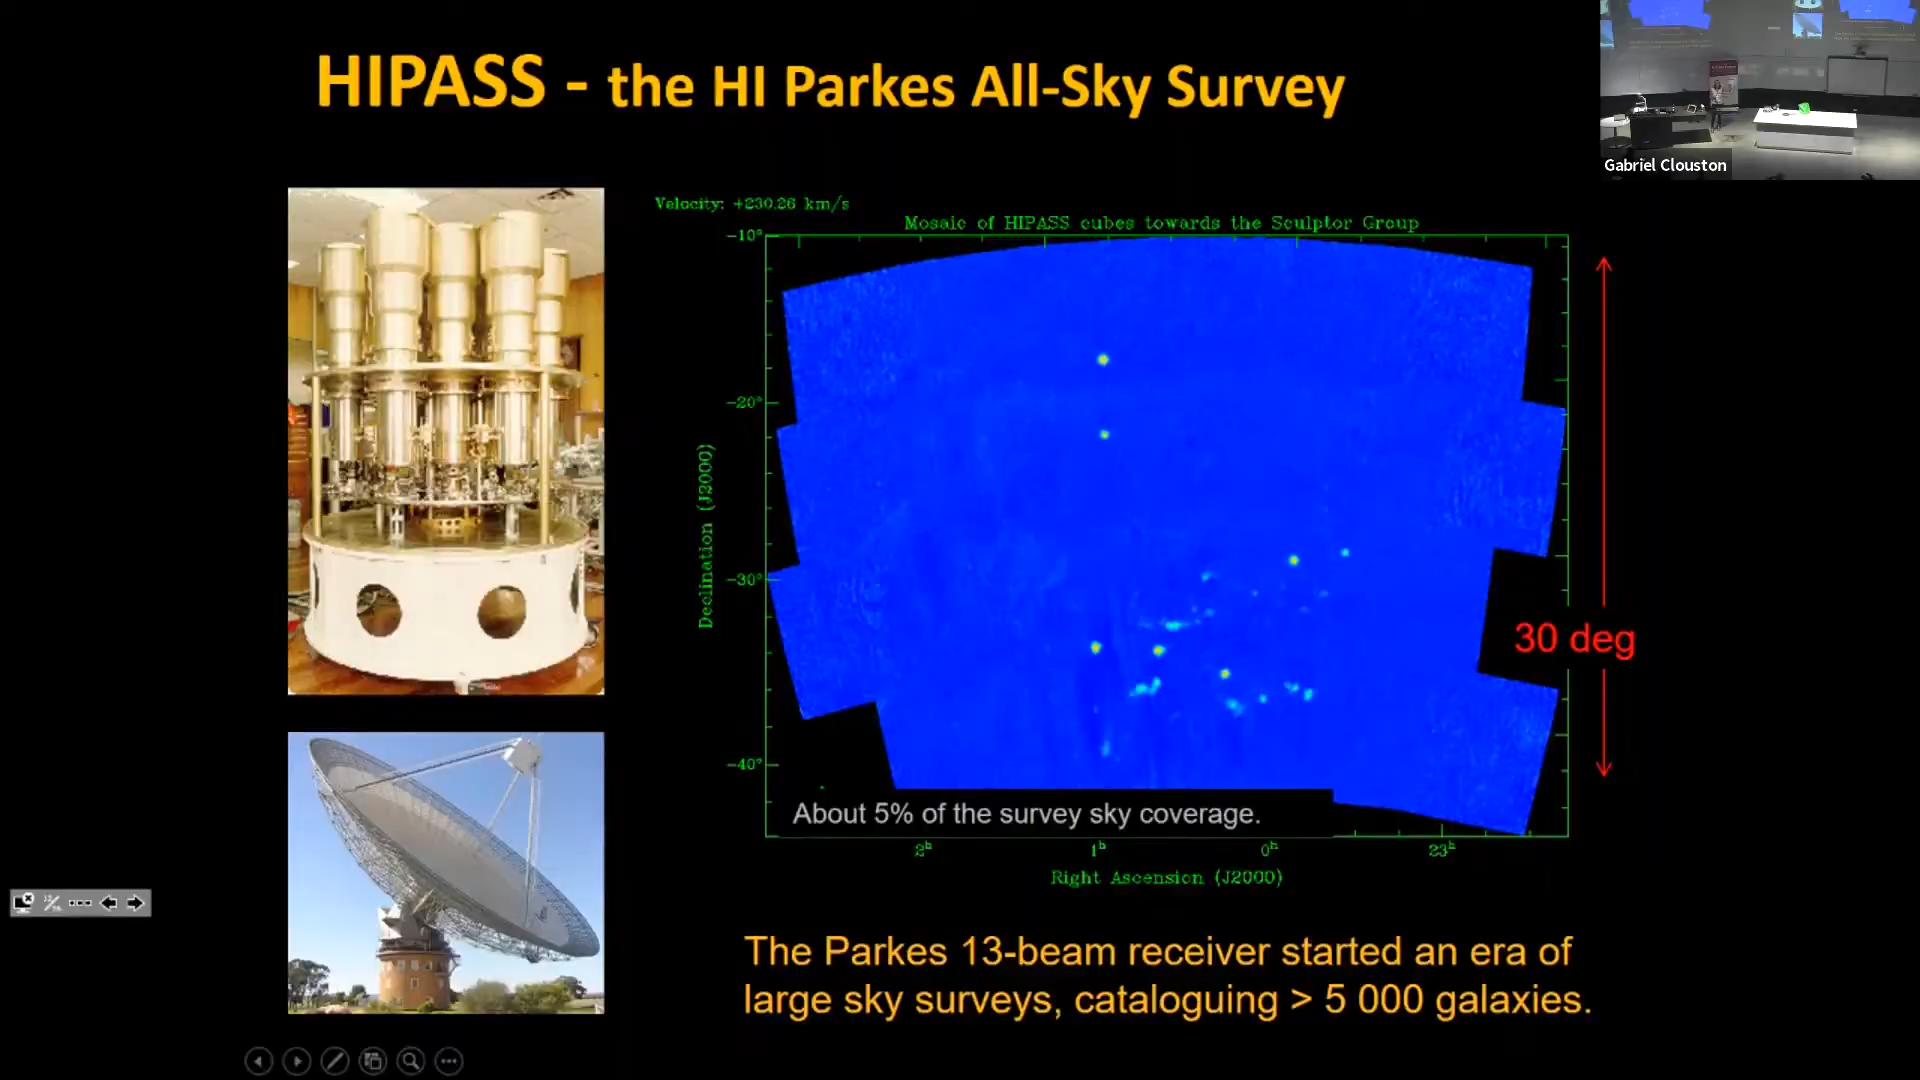 HIPASS - the HI Parkes All-Sky Survey
Gabriel Clouston
Velocity: +230.26 km/s
Mosaic of HIPASS cubes towards the Sculptor Group
-10°
-20°
-30°
-40°
Declination (J2000)
30 deg
About 5% of the survey sky coverage.
2h 1h 0h 23h
Right Ascension (J2000)
The Parkes 13-beam receiver started an era of
large sky surveys, cataloguing > 5 000 galaxies.